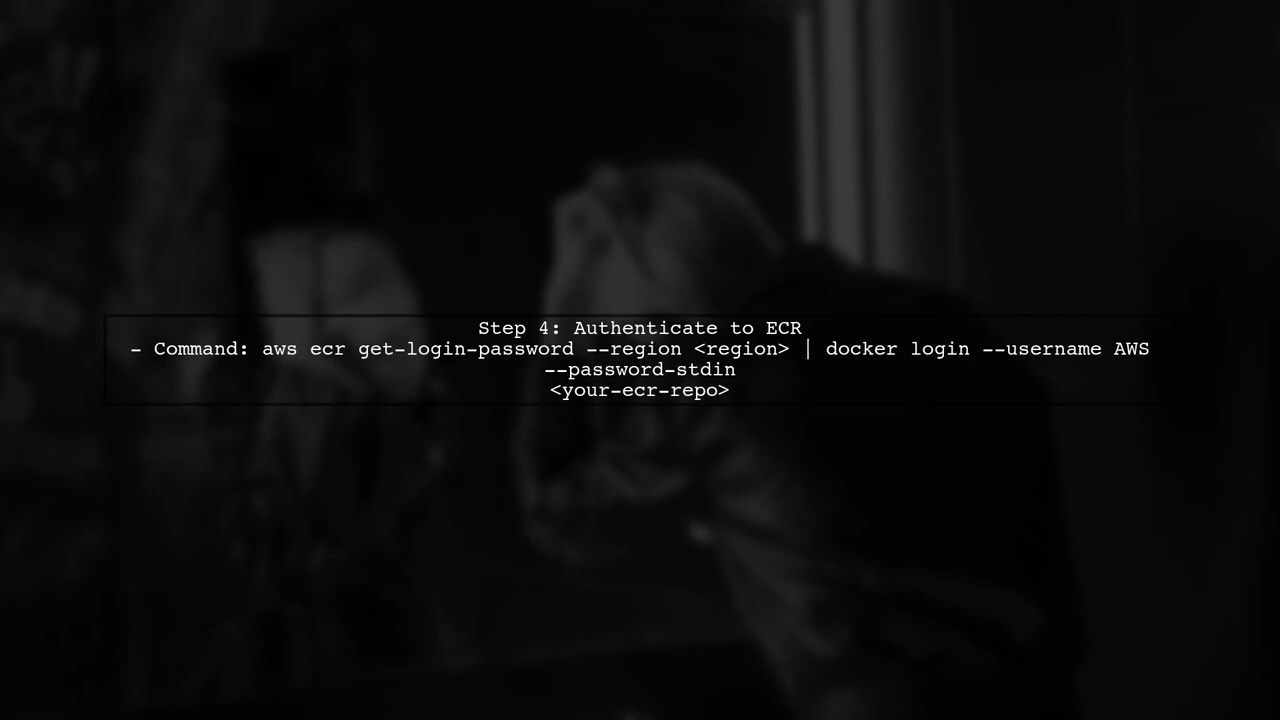 Step 4: Authenticate to ECR
- Command: aws ecr get-login-password --region <region> | docker login --username AWS
--password-stdin
<your-ecr-repo>